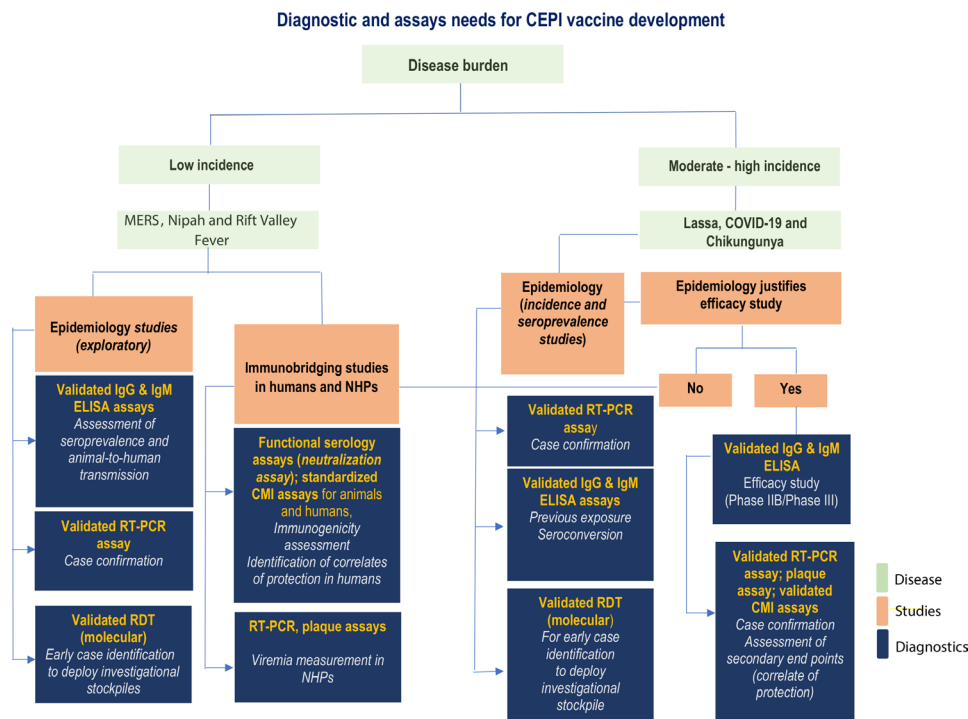 Diagnostic and assays needs for CEPI vaccine development
Disease burden
Low incidence
Moderate - high incidence
MERS, Nipah and Rift Valley
Fever
Lassa, COVID-19 and
Chikungunya
Epidemiology studies
(exploratory)
Validated IgG & IgM
ELISA assays
Assessment of
seroprevalence and
animal-to-human
transmission
Validated RT-PCR
assay
Case confirmation
Validated RDT
(molecular)
Early case identification
to deploy investigational
stockpiles
Immunobridging studies
in humans and NHPs
Functional serology
assays (neutralization
assay); standardized
CMI assays for animals
and humans,
Immunogenicity
assessment
Identification of correlates
of protection in humans
RT-PCR, plaque assays
Viremia measurement in
NHPs
Epidemiology
(incidence and
seroprevalence
studies)
Validated RT-PCR
assay
Case confirmation
Validated IgG & IgM
ELISA assays
Previous exposure
Seroconversion
Validated RDT
(molecular)
For early case
identification
to deploy
investigational
stockpile
Epidemiology justifies
efficacy study
No
Yes
Validated IgG & IgM
ELISA
Efficacy study
(Phase IIB/Phase III)
Validated RT-PCR
assay; plaque
assay; validated
CMI assays
Case confirmation
Assessment of
secondary end points
(correlate of
protection)
Disease
Studies
Diagnostics